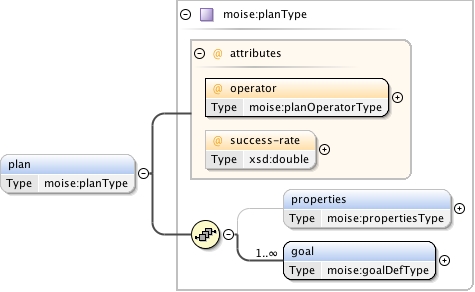 moise:planType
@ attributes
@ operator
Type moise:planOperatorType
@ success-rate
Type xsd:double
plan
Type moise:planType
properties
Type moise:propertiesType
1..∞
goal
Type moise:goalDefType